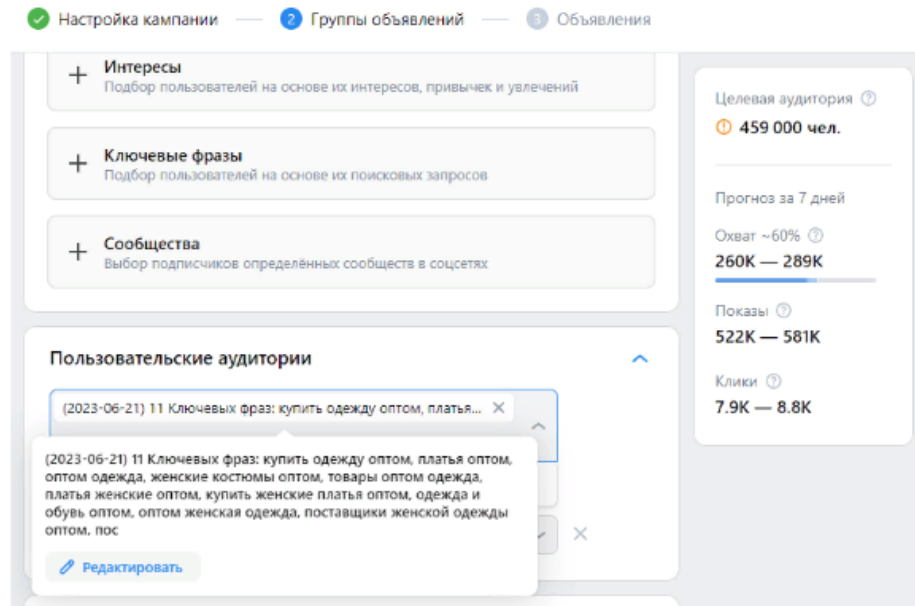 Настройка кампании
2 Группы объявлений
3 Объявления
Интересы
Подбор пользователей на основе их интересов, привычек и увлечений
Ключевые фразы
Подбор пользователей на основе их поисковых запросов
Сообщества
Выбор подписчиков определённых сообществ в соцсетях
Пользовательские аудитории
(2023-06-21) 11 Ключевых фраз: купить одежду оптом, платья...
(2023-06-21) 11 Ключевых фраз: купить одежду оптом, платья оптом,
оптом одежда, женские костюмы оптом, товары оптом одежда,
платья женские оптом, купить женские платья оптом, одежда и
обувь оптом, оптом женская одежда, поставщики женской одежды
оптом, пос
Редактировать
Целевая аудитория
459 000 чел.
Прогноз за 7 дней
Охват ~60%
260K — 289K
Показы
522K — 581K
Клики
7.9K — 8.8K